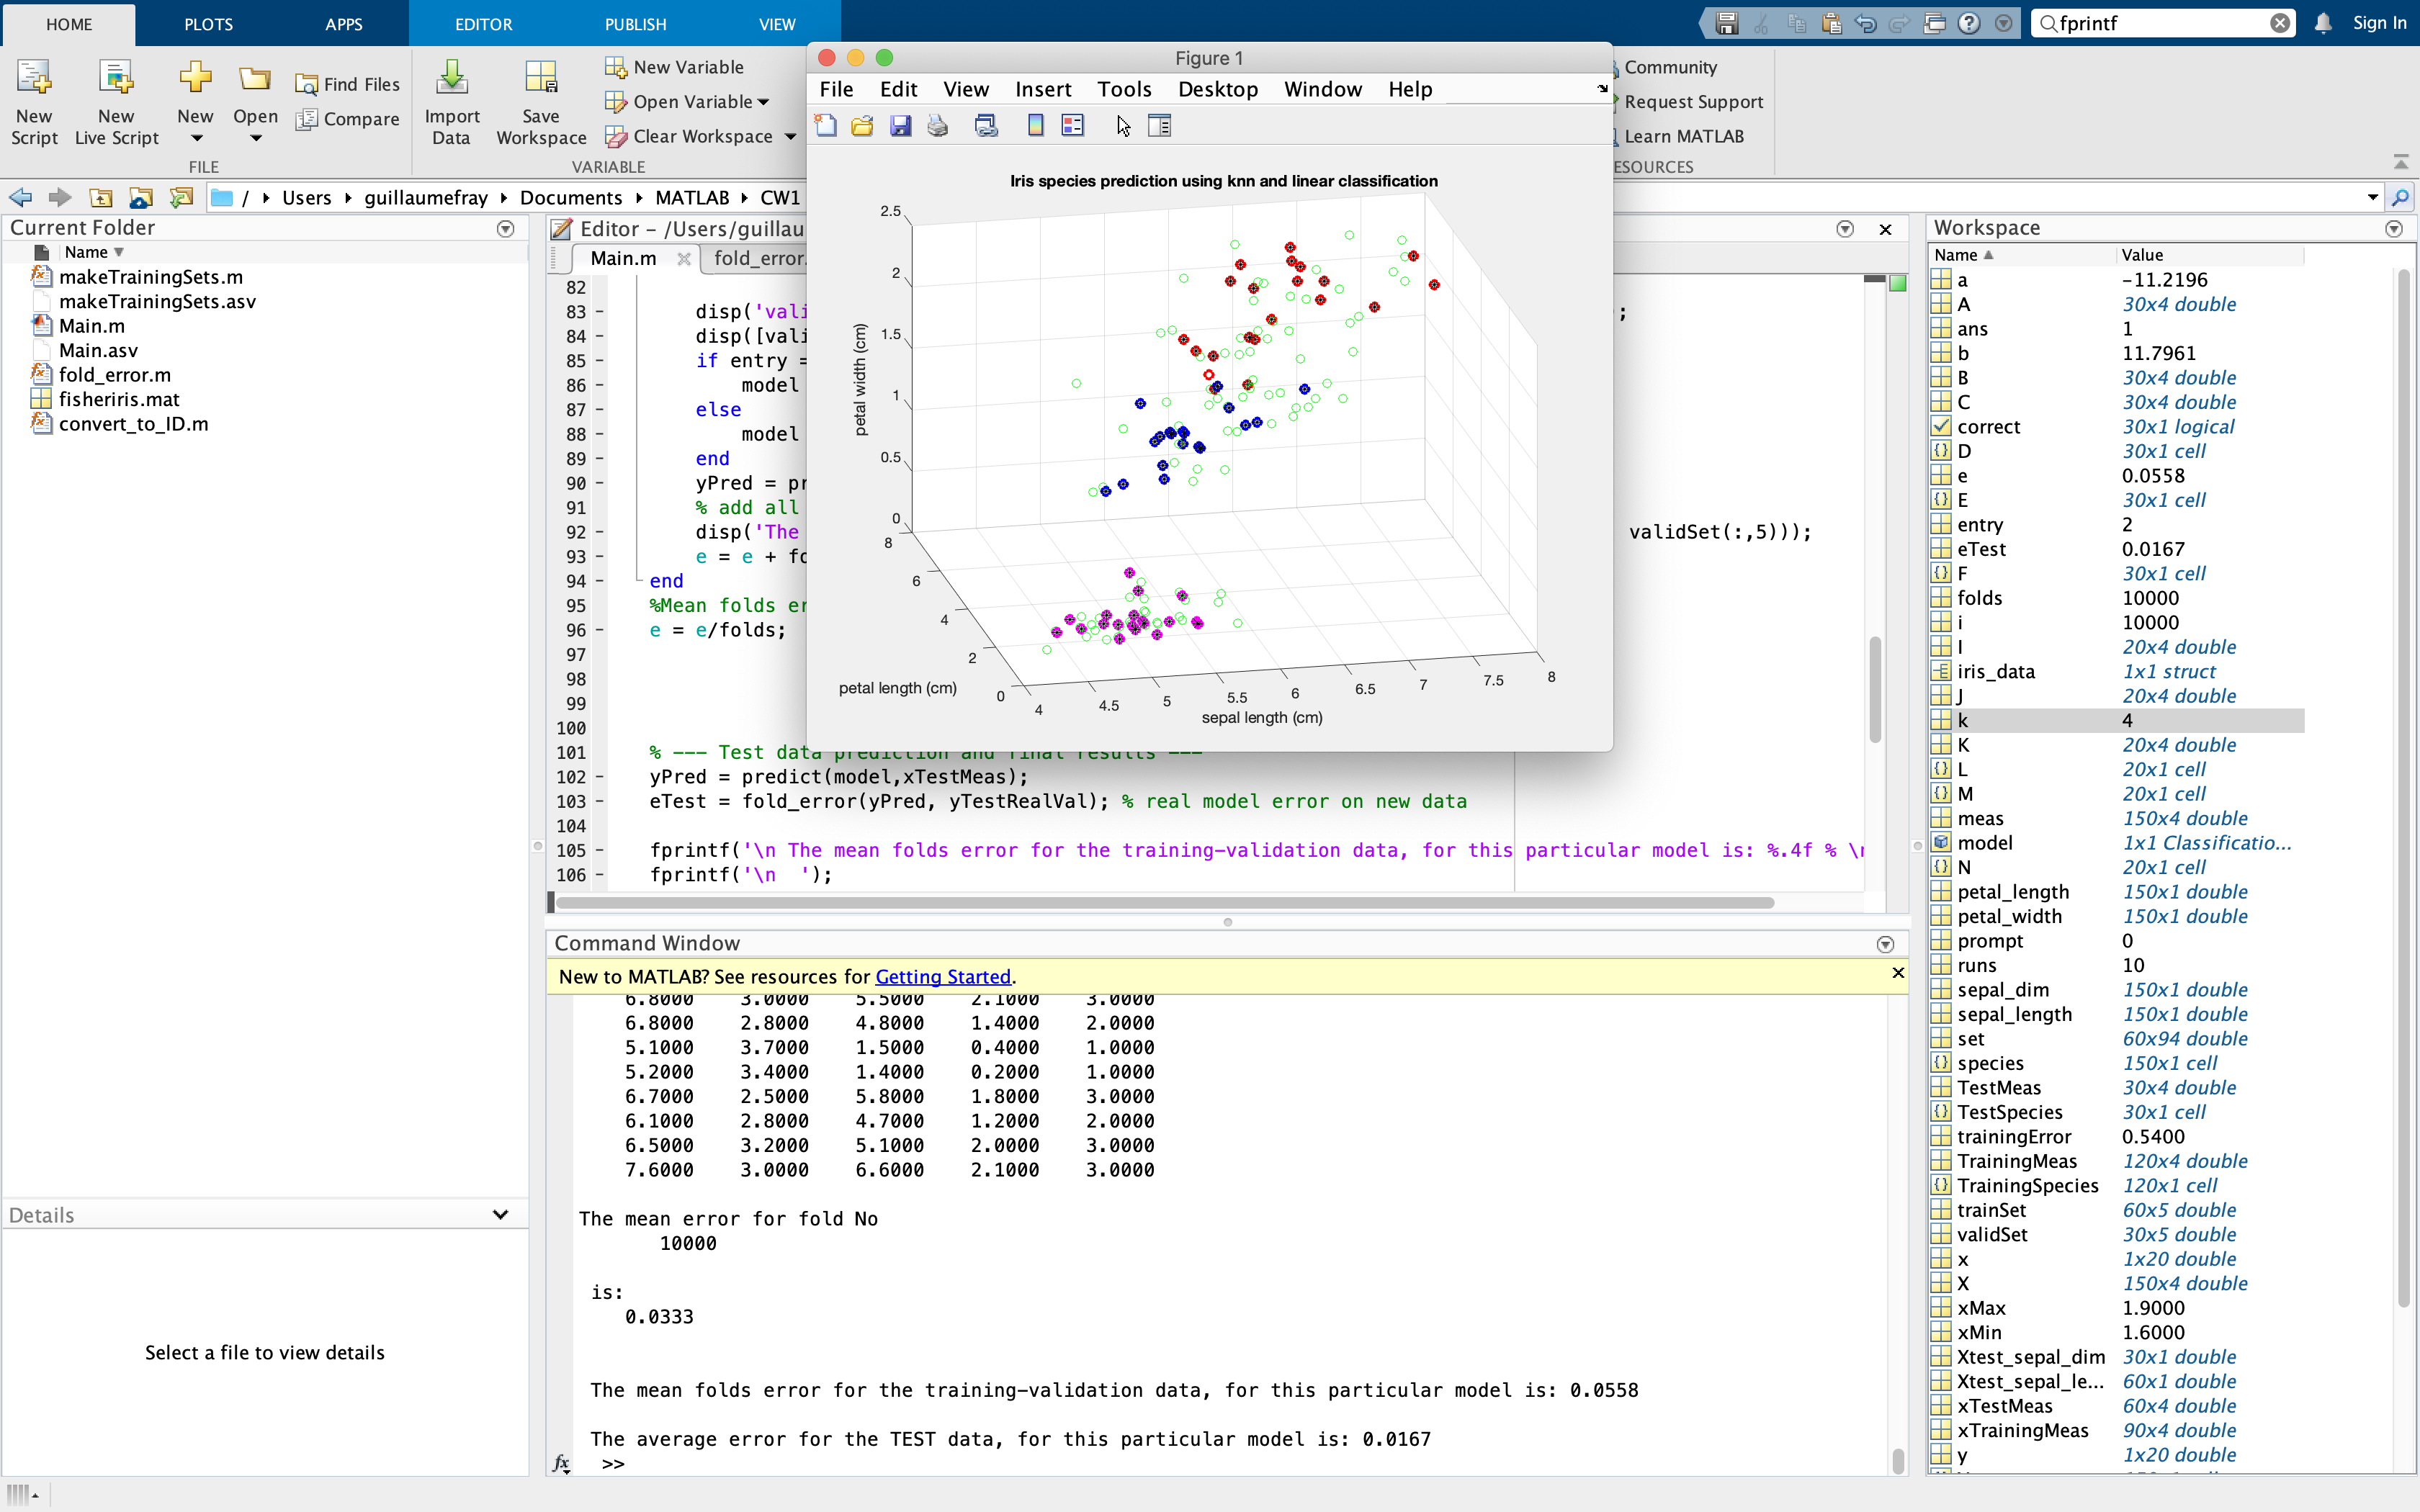 HOME PLOTS APPS EDITOR PUBLISH VIEW
fprintf Sign In
New Script
New Live Script
New
Open
Find Files
Compare
FILE
Import Data
Save Workspace
New Variable
Open Variable
Clear Workspace
VARIABLE
Community
Request Support
Learn MATLAB
ESOURCES
/ Users guillaumefray Documents MATLAB CW1
Current Folder
Name
makeTrainingSets.m
makeTrainingSets.asv
Main.m
Main.asv
fold_error.m
fisheriris.mat
convert_to_ID.m
Details
Select a file to view details
Editor – /Users/guillau
Main.m fold_error.
82
83 – disp('vali ;
84 – disp([vali
85 – if entry =
86 – model
87 – else
88 – model
89 – end
90 – yPred = pr
91 % add all
92 – disp('The validSet(:,5)));
93 – e = e + fo
94 – end
95 %Mean folds er
96 – e = e/folds;
97
98
99
100
101 % --- Test data prediction and final results ---
102 – yPred = predict(model,xTestMeas);
103 – eTest = fold_error(yPred, yTestRealVal); % real model error on new data
104
105 – fprintf('\n The mean folds error for the training-validation data, for this particular model is: %.4f % \
106 – fprintf('\n  ');
Figure 1
File Edit View Insert Tools Desktop Window Help
Iris species prediction using knn and linear classification
2.5
2
1.5
1
0.5
0
petal width (cm)
8
6
4
2
0
petal length (cm)
4 4.5 5 5.5 6 6.5 7 7.5 8
sepal length (cm)
Command Window
New to MATLAB? See resources for Getting Started.
6.8000 3.0000 5.5000 2.1000 3.0000
6.8000 2.8000 4.8000 1.4000 2.0000
5.1000 3.7000 1.5000 0.4000 1.0000
5.2000 3.4000 1.4000 0.2000 1.0000
6.7000 2.5000 5.8000 1.8000 3.0000
6.1000 2.8000 4.7000 1.2000 2.0000
6.5000 3.2000 5.1000 2.0000 3.0000
7.6000 3.0000 6.6000 2.1000 3.0000
The mean error for fold No
10000
is:
0.0333
The mean folds error for the training-validation data, for this particular model is: 0.0558
The average error for the TEST data, for this particular model is: 0.0167
fx >>
Workspace
Name Value
a -11.2196
A 30x4 double
ans 1
b 11.7961
B 30x4 double
C 30x4 double
correct 30x1 logical
D 30x1 cell
e 0.0558
E 30x1 cell
entry 2
eTest 0.0167
F 30x1 cell
folds 10000
i 10000
I 20x4 double
iris_data 1x1 struct
J 20x4 double
k 4
K 20x4 double
L 20x1 cell
M 20x1 cell
meas 150x4 double
model 1x1 Classificatio...
N 20x1 cell
petal_length 150x1 double
petal_width 150x1 double
prompt 0
runs 10
sepal_dim 150x1 double
sepal_length 150x1 double
set 60x94 double
species 150x1 cell
TestMeas 30x4 double
TestSpecies 30x1 cell
trainingError 0.5400
TrainingMeas 120x4 double
TrainingSpecies 120x1 cell
trainSet 60x5 double
validSet 30x5 double
x 1x20 double
X 150x4 double
xMax 1.9000
xMin 1.6000
Xtest_sepal_dim 30x1 double
Xtest_sepal_le... 60x1 double
xTestMeas 60x4 double
xTrainingMeas 90x4 double
y 1x20 double